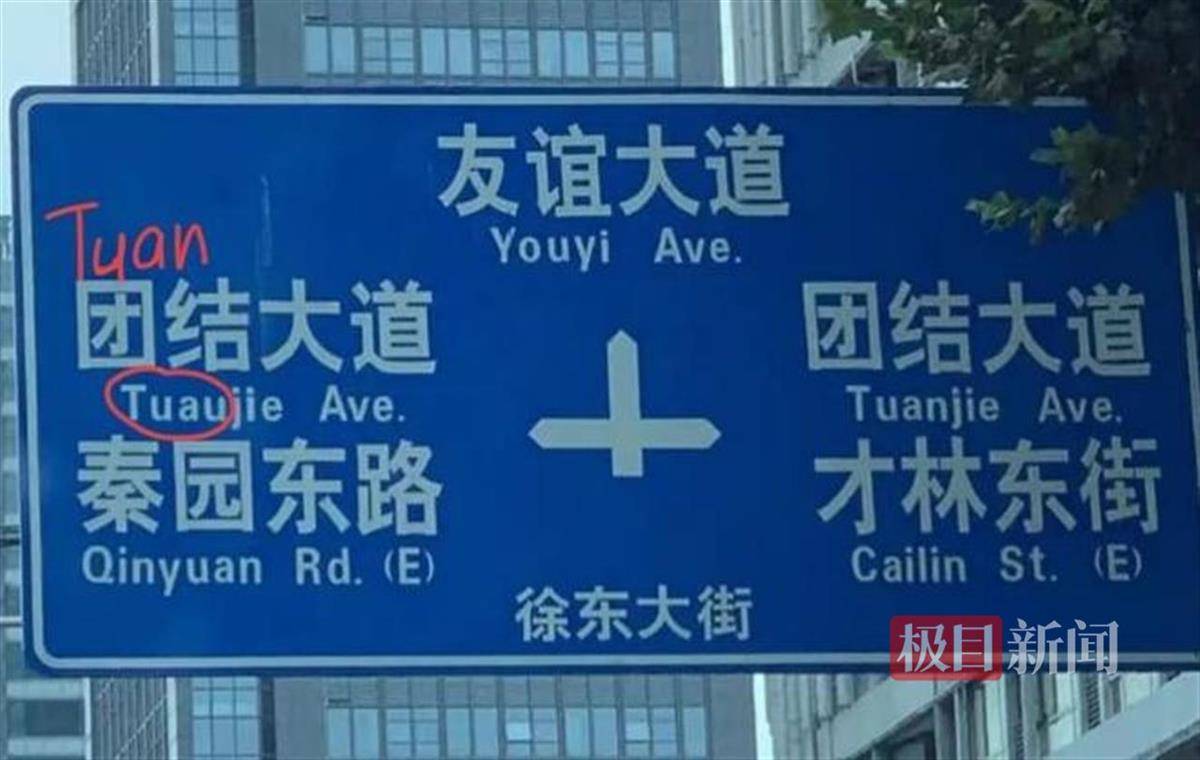 友谊大道
Youyi Ave.
Tuan
团结大道
Tuaujie Ave.
秦园东路
Qinyuan Rd. (E)
团结大道
Tuanjie Ave.
才林东街
Cailin St. (E)
徐东大街
极目新闻